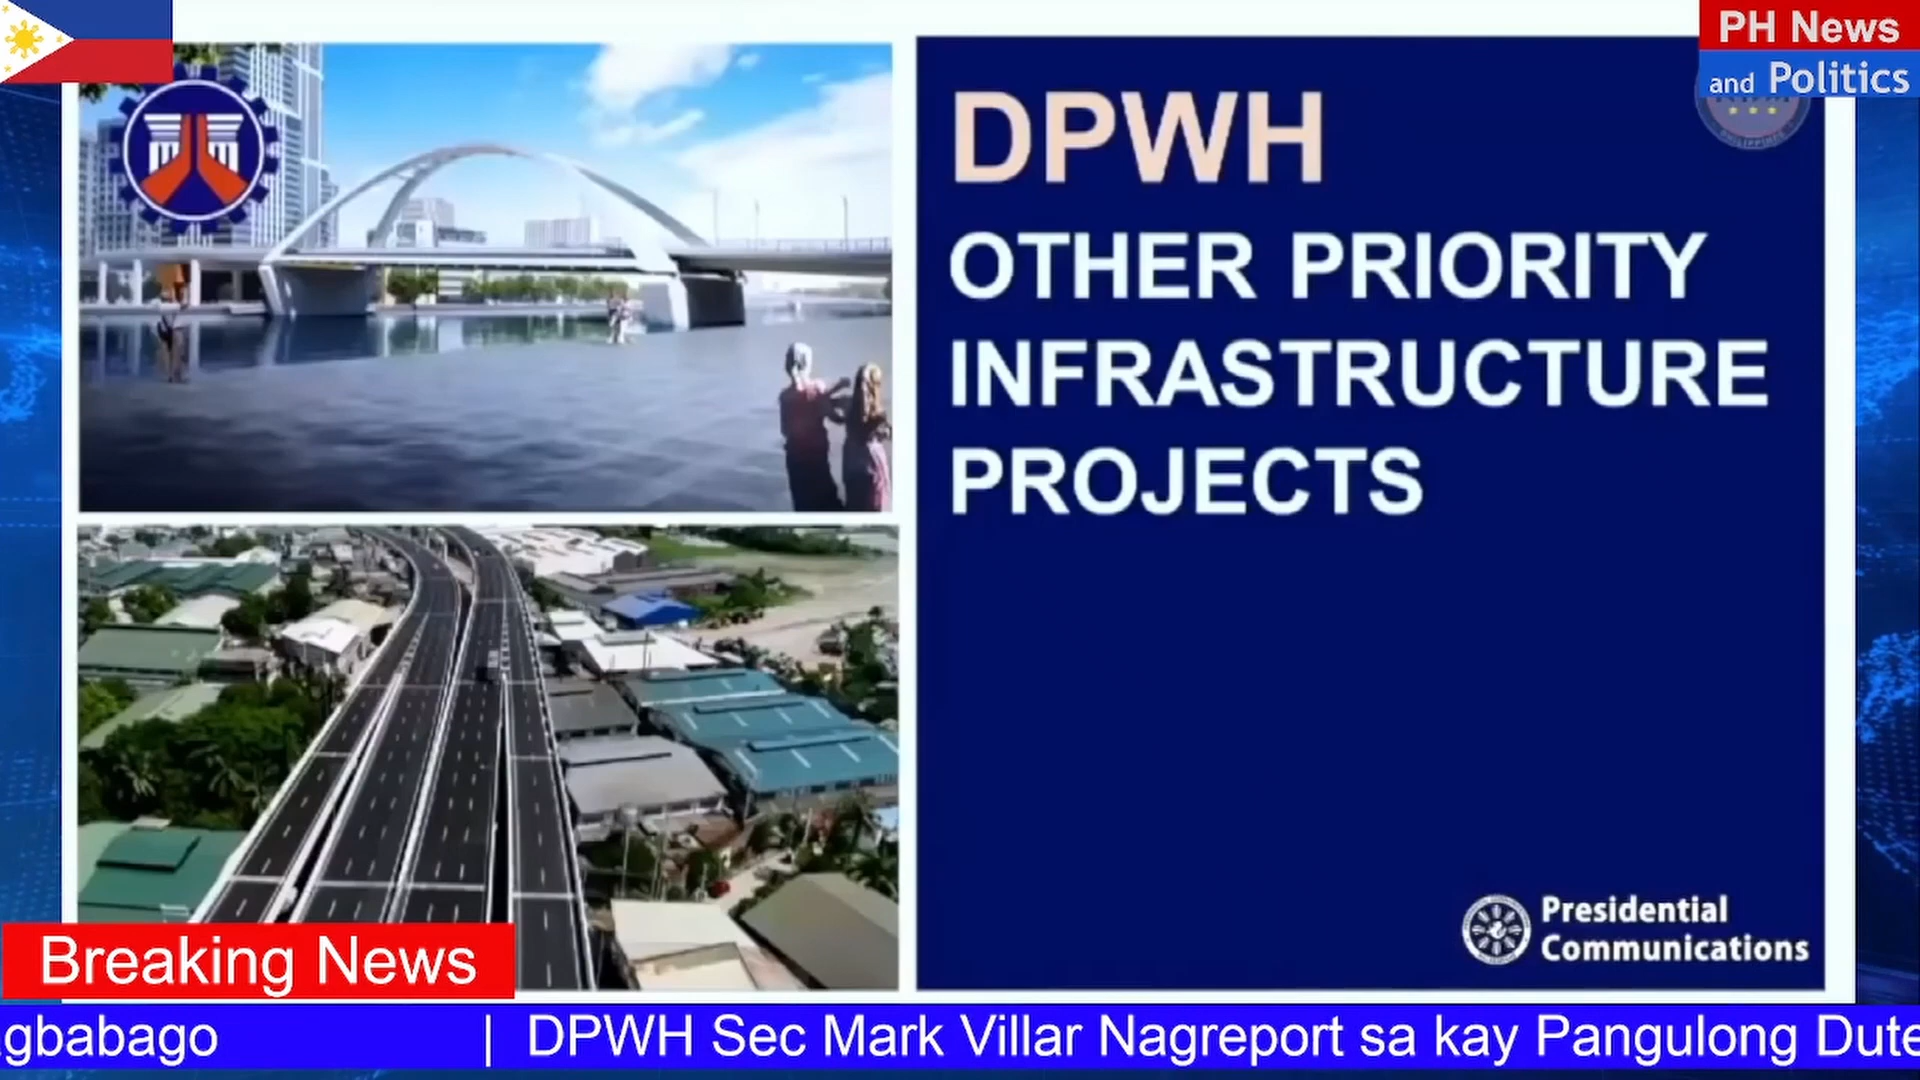 PH News
and Politics
DPWH
OTHER PRIORITY
INFRASTRUCTURE
PROJECTS
Presidential
Communications
Breaking News
gbabago | DPWH Sec Mark Villar Nagreport sa kay Pangulong Dute